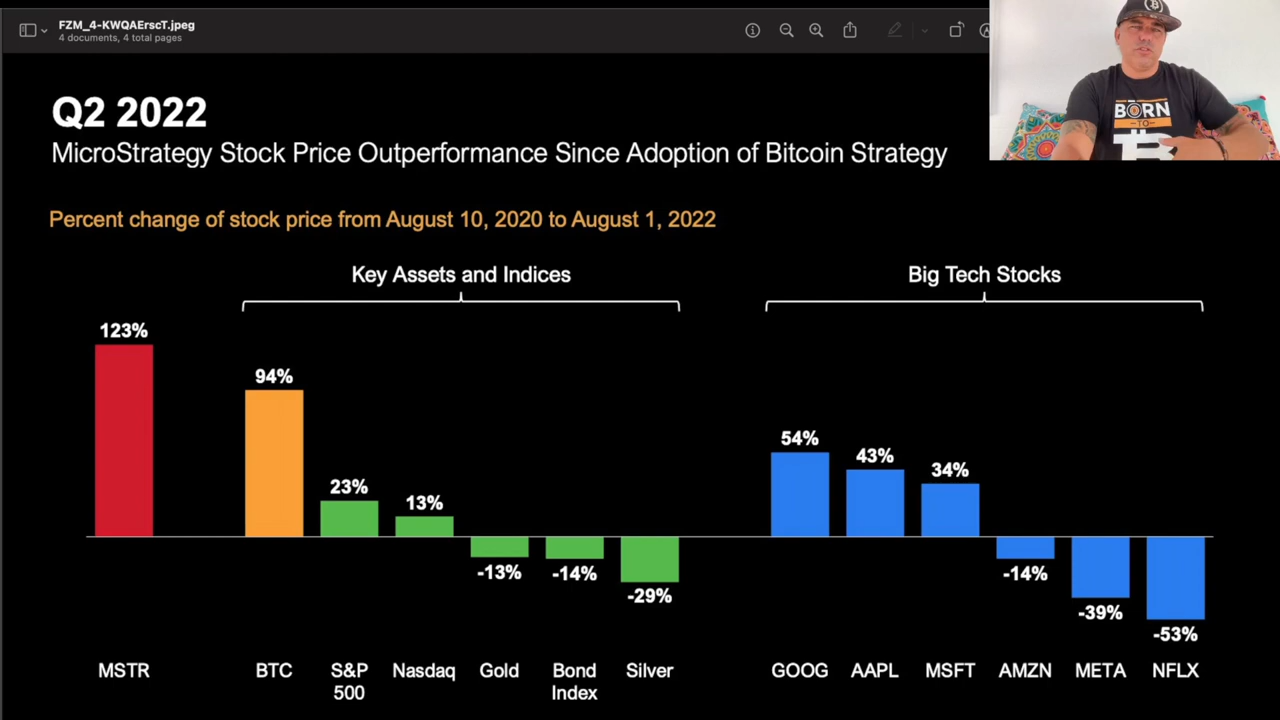 FZM_4-KWQAErscT.jpeg
4 documents, 4 total pages
Q2 2022
MicroStrategy Stock Price Outperformance Since Adoption of Bitcoin Strategy
Percent change of stock price from August 10, 2020 to August 1, 2022
Key Assets and Indices
Big Tech Stocks
123%
94%
23%
13%
-13%
-14%
-29%
54%
43%
34%
-14%
-39%
-53%
MSTR
BTC
S&P
500
Nasdaq
Gold
Bond
Index
Silver
GOOG
AAPL
MSFT
AMZN
META
NFLX
BORN
TO